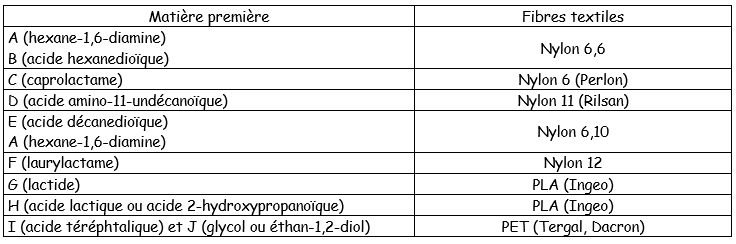 Matière première Fibres textiles
A (hexane-1,6-diamine)
B (acide hexanedioïque)
Nylon 6,6
C (caprolactame) Nylon 6 (Perlon)
D (acide amino-11-undécanoïque) Nylon 11 (Rilsan)
E (acide décanedioïque)
A (hexane-1,6-diamine)
Nylon 6,10
F (laurylactame) Nylon 12
G (lactide) PLA (Ingeo)
H (acide lactique ou acide 2-hydroxypropanoïque) PLA (Ingeo)
I (acide téréphtalique) et J (glycol ou éthan-1,2-diol) PET (Tergal, Dacron)